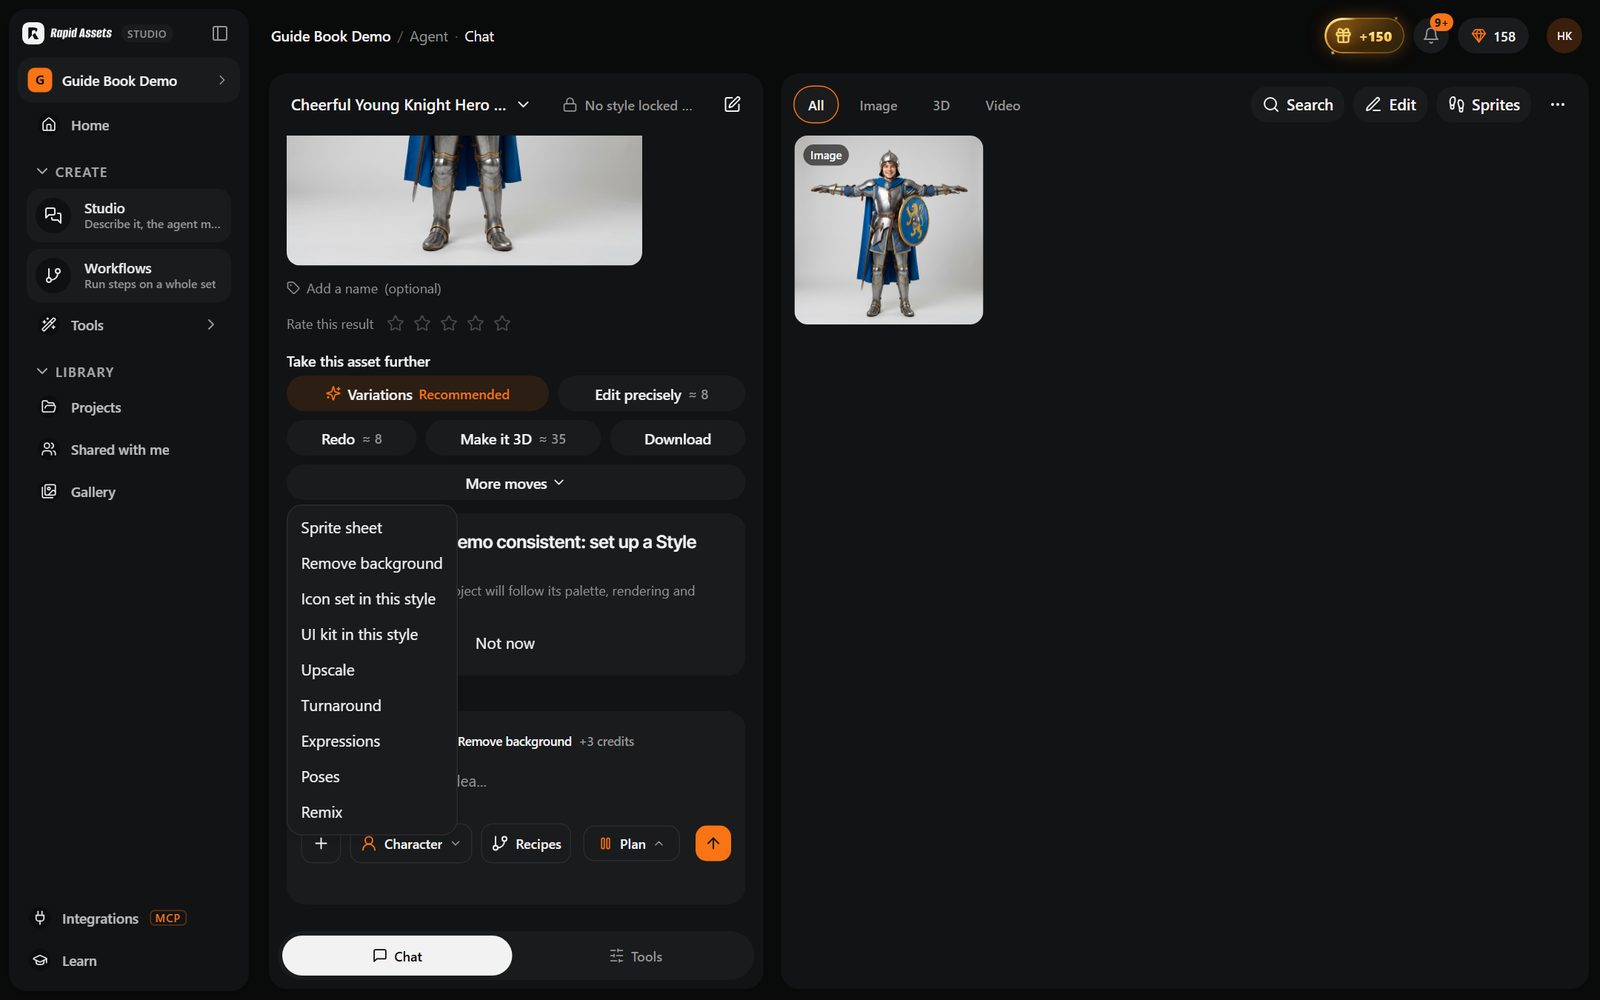 Rapid Assets STUDIO
Guide Book Demo / Agent · Chat
+150
9+
158
HK
G Guide Book Demo
Home
CREATE
Studio
Describe it, the agent m...
Workflows
Run steps on a whole set
Tools
LIBRARY
Projects
Shared with me
Gallery
Integrations MCP
Learn
Cheerful Young Knight Hero ...
No style locked ...
Add a name (optional)
Rate this result
Take this asset further
Variations Recommended
Edit precisely ≈ 8
Redo ≈ 8
Make it 3D ≈ 35
Download
More moves
Sprite sheet
Remove background
Icon set in this style
UI kit in this style
Upscale
Turnaround
Expressions
Poses
Remix
emo consistent: set up a Style
ject will follow its palette, rendering and
Not now
Remove background +3 credits
lea...
Character
Recipes
Plan
Chat
Tools
All
Image
3D
Video
Search
Edit
Sprites
Image